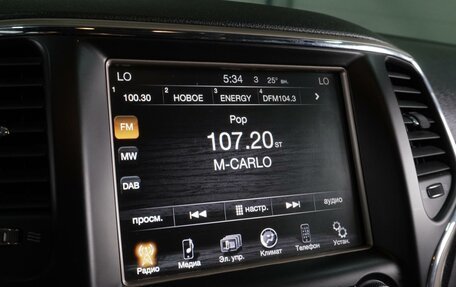 LO 5:34 З 25° вн. LO
1 100.30 2 НОВОЕ 3 ENERGY 4 DFM104.3
Pop
FM
107.20 ST
MW
M-CARLO
DAB
просм. настр. аудио
Радио Медиа Эл. упр. Климат Телефон Устан.